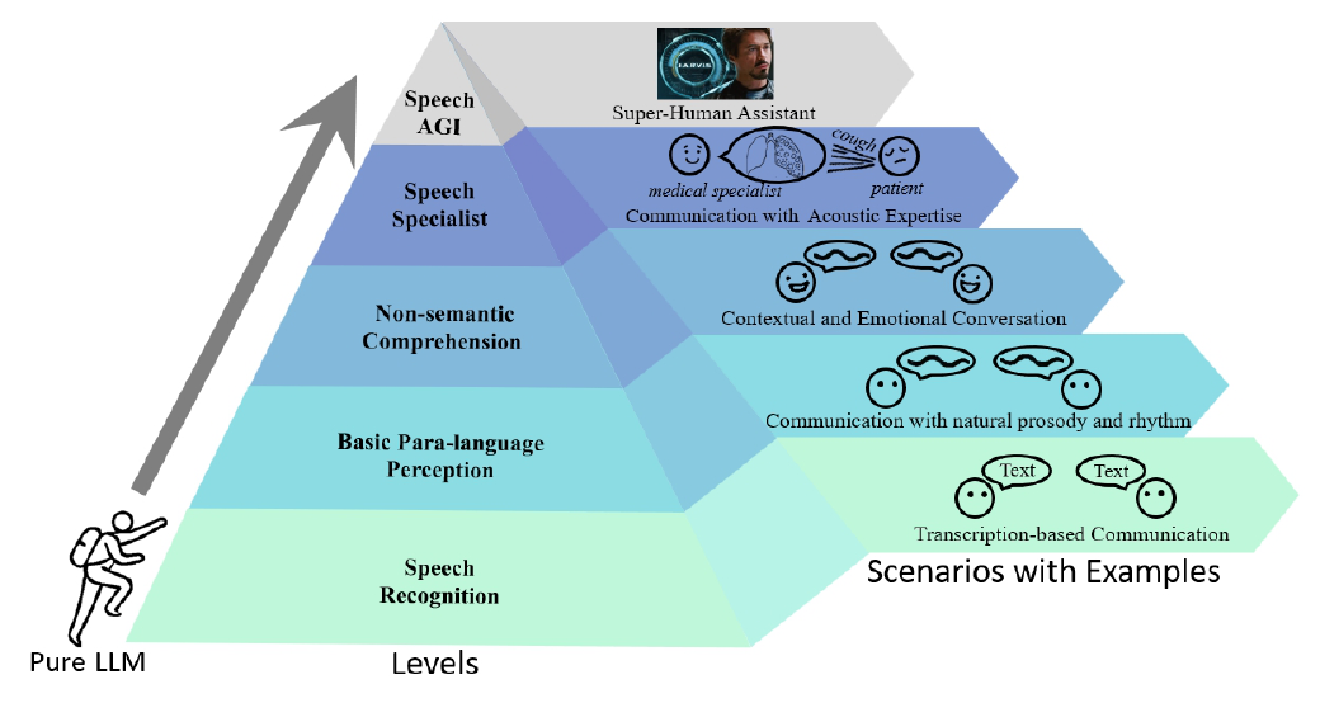 JARVIS
Speech
AGI
Super-Human Assistant
cough
medical specialist
patient
Speech
Specialist
Communication with Acoustic Expertise
Non-semantic
Comprehension
Contextual and Emotional Conversation
Communication with natural prosody and rhythm
Basic Para-language
Perception
Text
Text
Transcription-based Communication
Speech
Recognition
Scenarios with Examples
Pure LLM
Levels